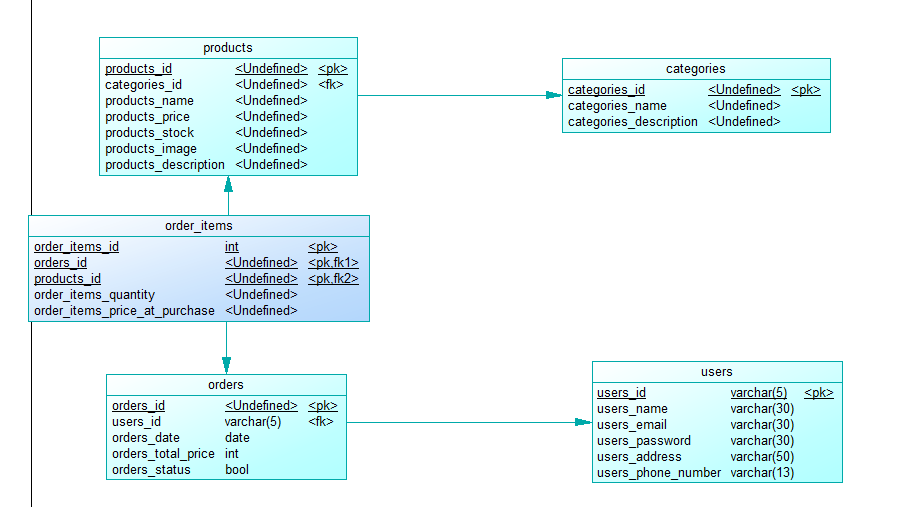 products
products_id <Undefined> <pk>
categories_id <Undefined> <fk>
products_name <Undefined>
products_price <Undefined>
products_stock <Undefined>
products_image <Undefined>
products_description <Undefined>
categories
categories_id <Undefined> <pk>
categories_name <Undefined>
categories_description <Undefined>
order_items
order_items_id int <pk>
orders_id <Undefined> <pk,fk1>
products_id <Undefined> <pk,fk2>
order_items_quantity <Undefined>
order_items_price_at_purchase <Undefined>
orders
orders_id <Undefined> <pk>
users_id varchar(5) <fk>
orders_date date
orders_total_price int
orders_status bool
users
users_id varchar(5) <pk>
users_name varchar(30)
users_email varchar(30)
users_password varchar(30)
users_address varchar(50)
users_phone_number varchar(13)